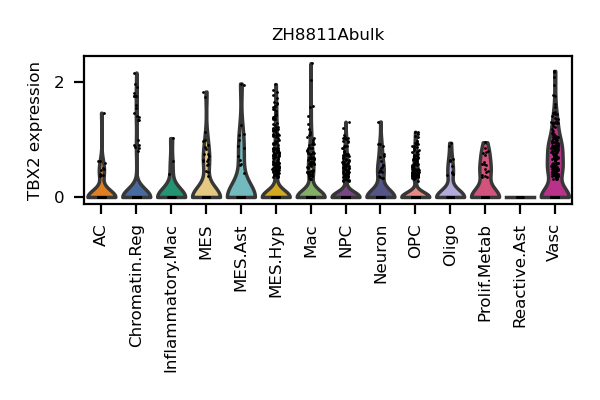 ZH8811Abulk
TBX2 expression
2
0
AC
Chromatin.Reg
Inflammatory.Mac
MES
MES.Ast
MES.Hyp
Mac
NPC
Neuron
OPC
Oligo
Prolif.Metab
Reactive.Ast
Vasc